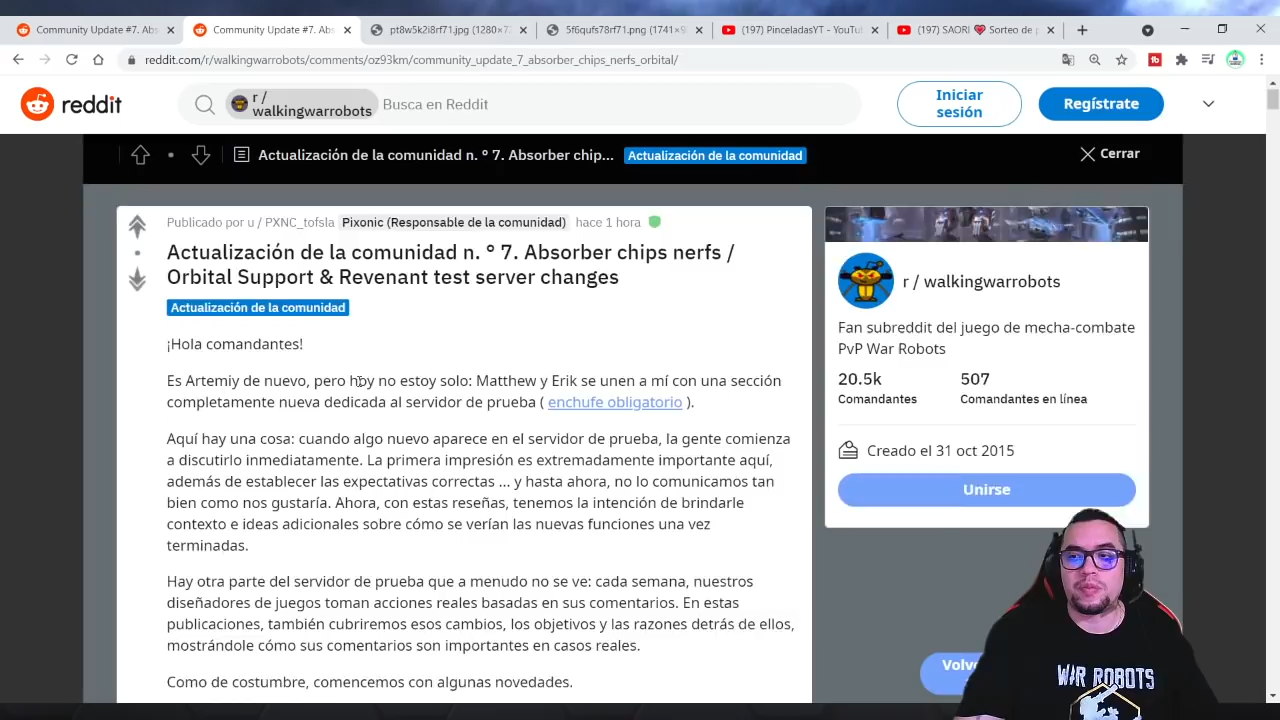 Community Update #7. Abs
Community Update #7. Abs
pt8w5k2i8rf71.jpg (1280×7
5f6qufs78rf71.png (1741×9
(197) PinceladasYT - YouTu
(197) SAORI ❤ Sorteo de p
reddit.com/r/walkingwarrobots/comments/oz93km/community_update_7_absorber_chips_nerfs_orbital/
reddit
r /
walkingwarrobots
Busca en Reddit
Iniciar
sesión
Regístrate
Actualización de la comunidad n. ° 7. Absorber chip...
Actualización de la comunidad
Cerrar
Publicado por u / PXNC_tofsla Pixonic (Responsable de la comunidad) hace 1 hora
Actualización de la comunidad n. ° 7. Absorber chips nerfs /
Orbital Support & Revenant test server changes
Actualización de la comunidad
¡Hola comandantes!
Es Artemiy de nuevo, pero hoy no estoy solo: Matthew y Erik se unen a mí con una sección
completamente nueva dedicada al servidor de prueba ( enchufe obligatorio ).
Aquí hay una cosa: cuando algo nuevo aparece en el servidor de prueba, la gente comienza
a discutirlo inmediatamente. La primera impresión es extremadamente importante aquí,
además de establecer las expectativas correctas ... y hasta ahora, no lo comunicamos tan
bien como nos gustaría. Ahora, con estas reseñas, tenemos la intención de brindarle
contexto e ideas adicionales sobre cómo se verían las nuevas funciones una vez
terminadas.
Hay otra parte del servidor de prueba que a menudo no se ve: cada semana, nuestros
diseñadores de juegos toman acciones reales basadas en sus comentarios. En estas
publicaciones, también cubriremos esos cambios, los objetivos y las razones detrás de ellos,
mostrándole cómo sus comentarios son importantes en casos reales.
Como de costumbre, comencemos con algunas novedades.
r / walkingwarrobots
Fan subreddit del juego de mecha-combate
PvP War Robots
20.5k
507
Comandantes
Comandantes en línea
Creado el 31 oct 2015
Unirse
Volve
WAR ROBOTS